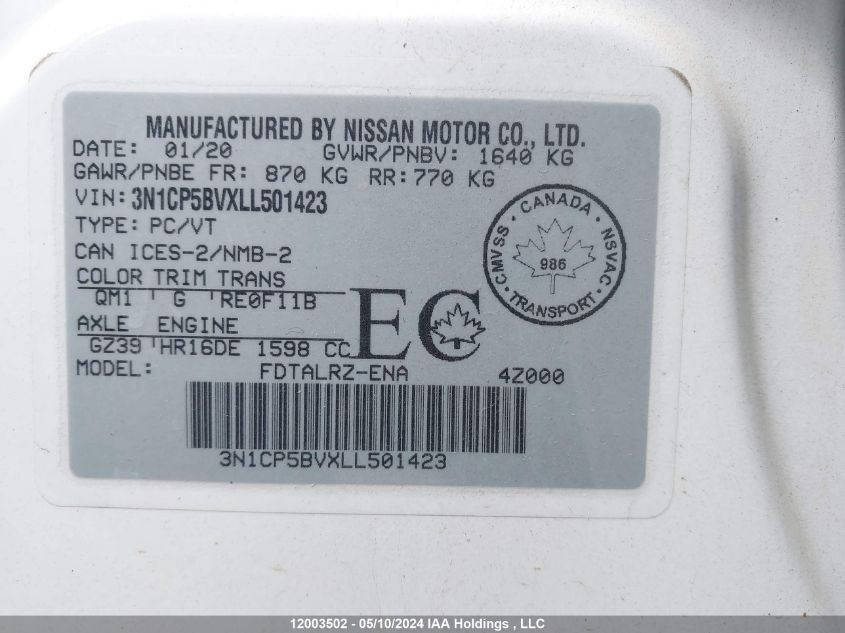 MANUFACTURED BY NISSAN MOTOR CO., LTD.
DATE: 01/20 GVWR/PNBV: 1640 KG
GAWR/PNBE FR: 870 KG RR: 770 KG
VIN: 3N1CP5BVXLL501423
TYPE: PC/VT
CAN ICES-2/NMB-2
COLOR TRIM TRANS
QM1 G RE0F11B
AXLE ENGINE
GZ39 HR16DE 1598 CC
EC
MODEL: FDTALRZ-ENA 4Z000
3N1CP5BVXLL501423
CMVSS • CANADA • NSVAC • TRANSPORT •
986
12003502 - 05/10/2024 IAA Holdings , LLC